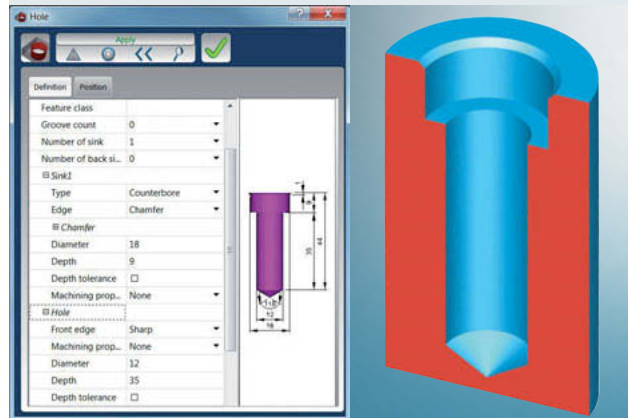 Hole
Apply
Definition Position
Feature class
Groove count 0
Number of sink 1
Number of back si... 0
Sink1
Type Counterbore
Edge Chamfer
Chamfer
Diameter 18
Depth 9
Depth tolerance
Machining prop... None
Hole
Front edge Sharp
Machining prop... None
Diameter 12
Depth 35
Depth tolerance
1
9
35
44
12